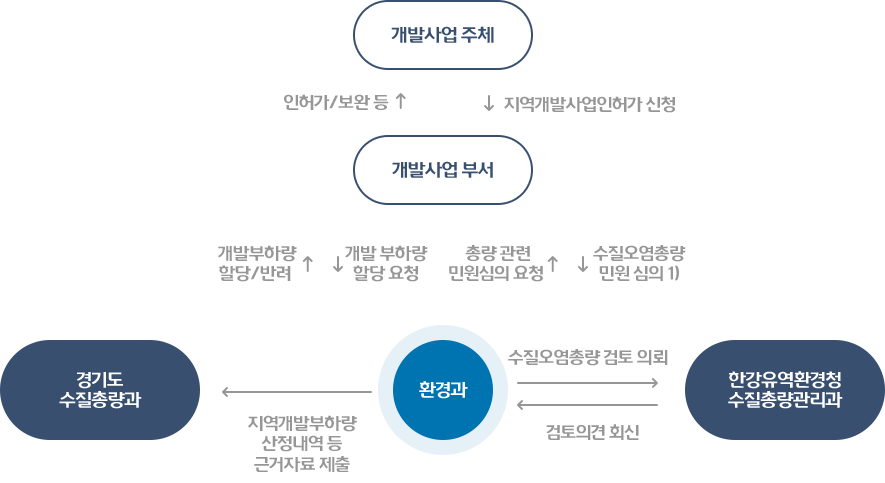 개발사업 주체
인허가/보완 등 ↑
↓ 지역개발사업인허가 신청
개발사업 부서
개발부하량
할당/반려 ↑
↓ 개발 부하량
할당 요청
총량 관련
민원심의 요청 ↑
↓ 수질오염총량
민원 심의 1)
경기도
수질총량과
환경과
한강유역환경청
수질총량관리과
수질오염총량 검토 의뢰
검토의견 회신
지역개발부하량
산정내역 등
근거자료 제출